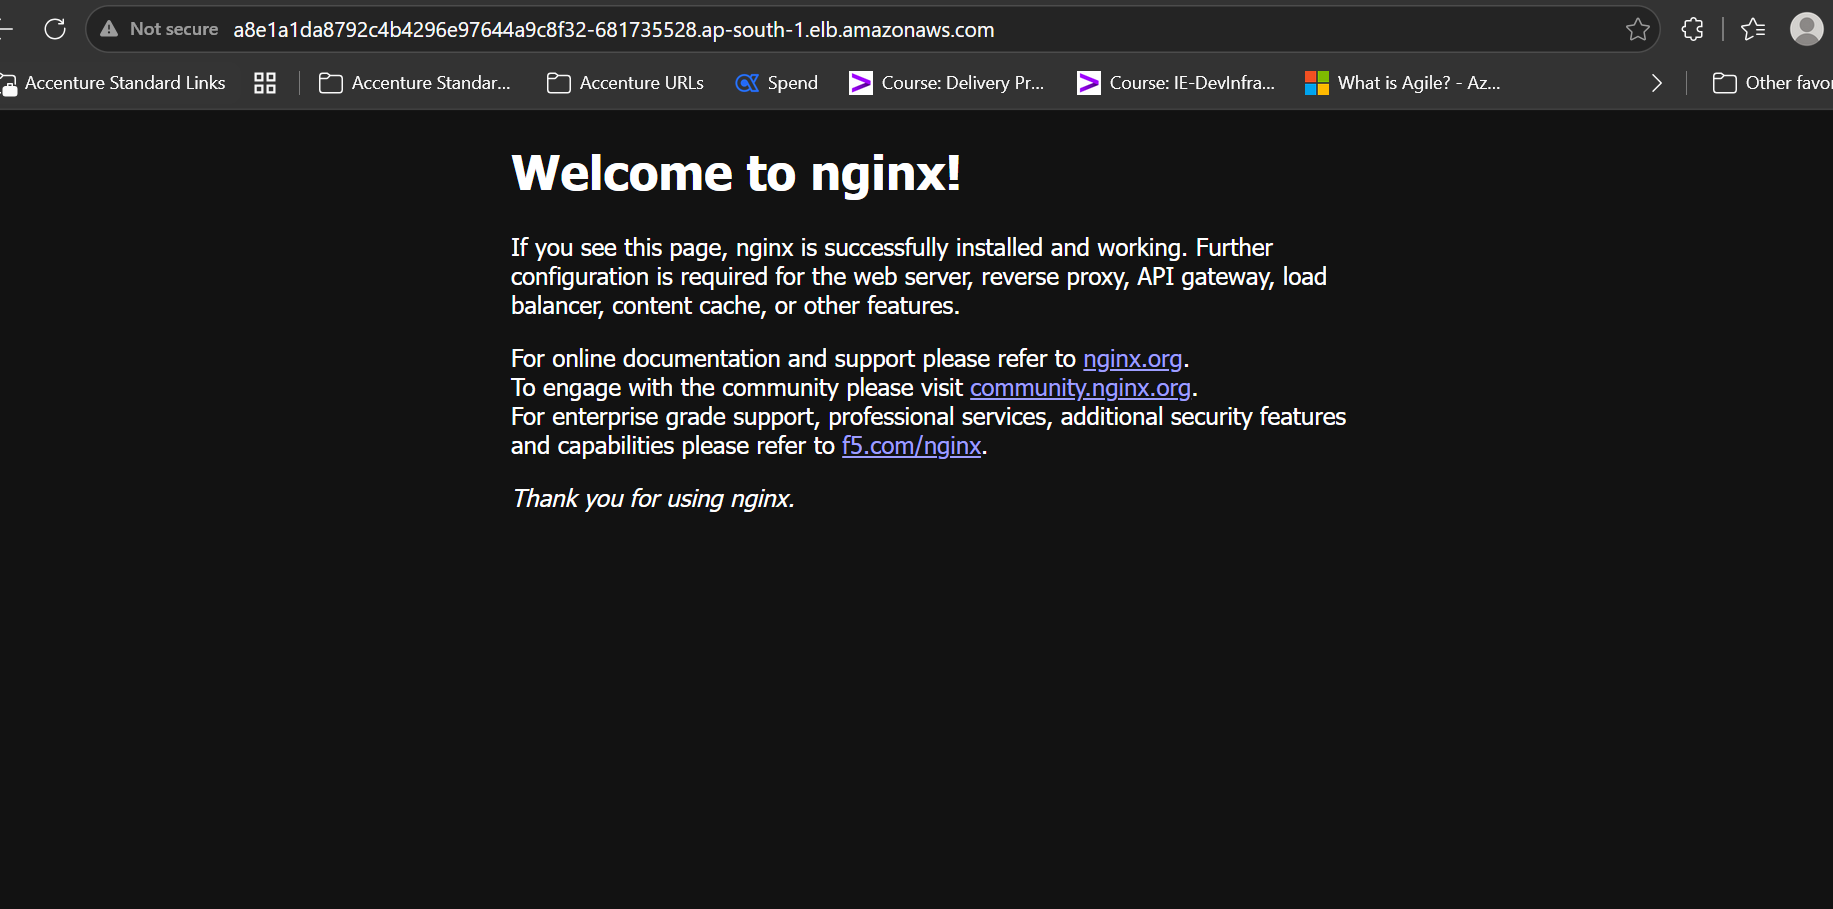 Not secure a8e1a1da8792c4b4296e97644a9c8f32-681735528.ap-south-1.elb.amazonaws.com
Accenture Standard Links Accenture Standar... Accenture URLs Spend Course: Delivery Pr... Course: IE-DevInfra... What is Agile? - Az... Other favor
Welcome to nginx!
If you see this page, nginx is successfully installed and working. Further
configuration is required for the web server, reverse proxy, API gateway, load
balancer, content cache, or other features.
For online documentation and support please refer to nginx.org.
To engage with the community please visit community.nginx.org.
For enterprise grade support, professional services, additional security features
and capabilities please refer to f5.com/nginx.
Thank you for using nginx.